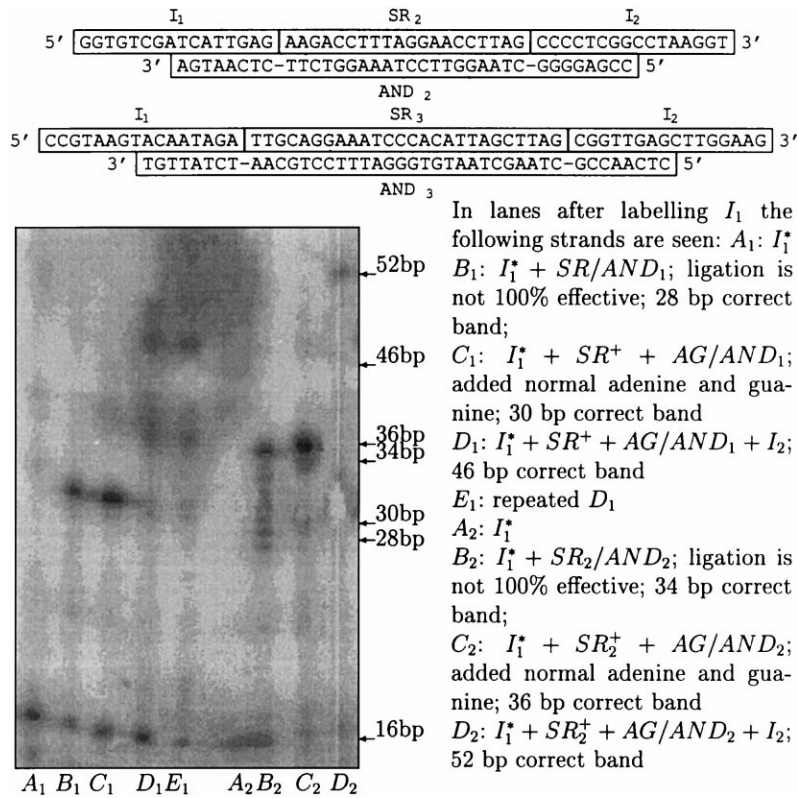 I₁ SR₂ I₂
5′ GGTGTCGATCATTGAG AAGACCTTTAGGAACCTTAG CCCCTCGGCCTAAGGT 3′
3′ AGTAACTC-TTCTGGAAATCCTTGGAATC-GGGGAGCC 5′
AND ₂
I₁ SR₃ I₂
5′ CCGTAAGTACAATAGA TTGCAGGAAATCCCACATTAGCTTAG CGGTTGAGCTTGGAAG 3′
3′ TGTTATCT-AACGTCCTTTAGGGTGTAATCGAATC-GCCAACTC 5′
AND ₃
52bp
46bp
36bp
34bp
30bp
28bp
16bp
A₁ B₁ C₁ D₁ E₁ A₂ B₂ C₂ D₂
In lanes after labelling I₁ the
following strands are seen: A₁: I₁*
B₁: I₁* + SR/AND₁; ligation is
not 100% effective; 28 bp correct
band;
C₁: I₁* + SR⁺ + AG/AND₁;
added normal adenine and gua-
nine; 30 bp correct band
D₁: I₁* + SR⁺ + AG/AND₁ + I₂;
46 bp correct band
E₁: repeated D₁
A₂: I₁*
B₂: I₁* + SR₂/AND₂; ligation is
not 100% effective; 34 bp correct
band;
C₂: I₁* + SR₂⁺ + AG/AND₂;
added normal adenine and gua-
nine; 36 bp correct band
D₂: I₁* + SR₂⁺ + AG/AND₂ + I₂;
52 bp correct band